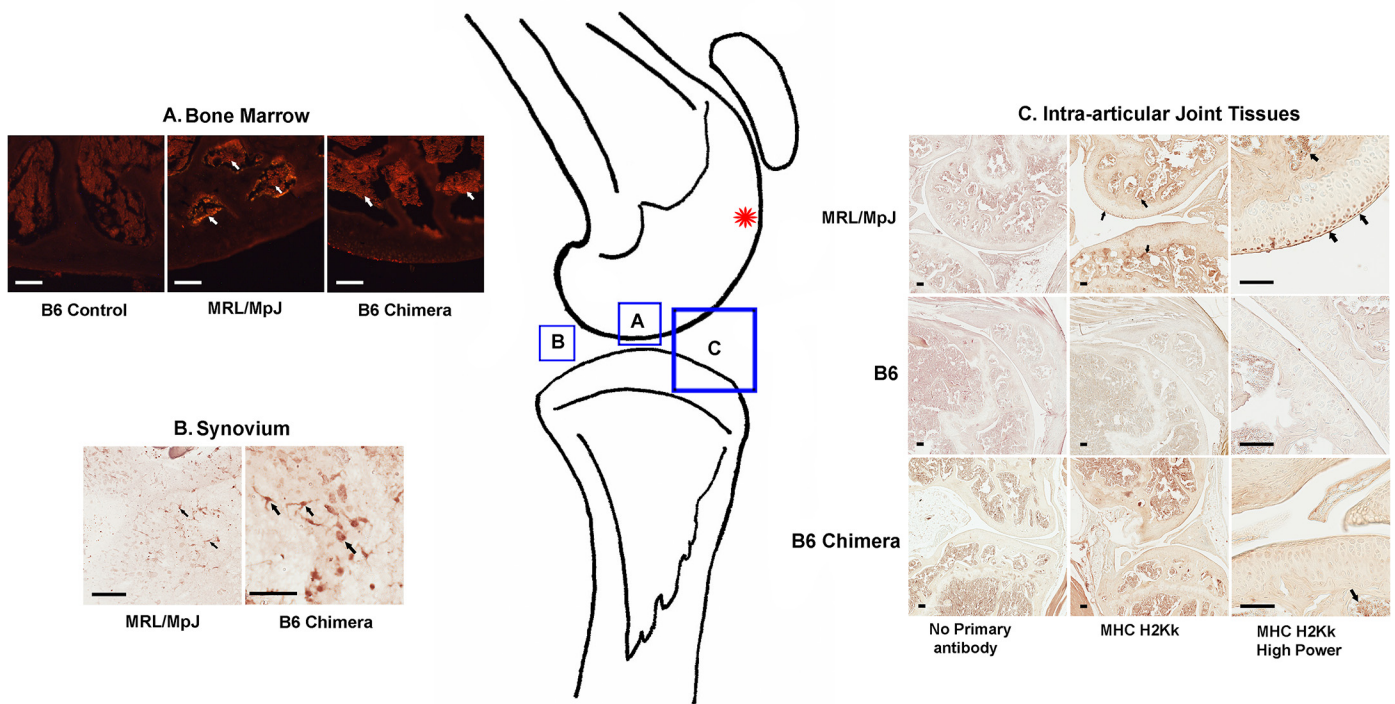 A. Bone Marrow
B6 Control
MRL/MpJ
B6 Chimera
B. Synovium
MRL/MpJ
B6 Chimera
A
B
C
C. Intra-articular Joint Tissues
MRL/MpJ
B6
B6 Chimera
No Primary
antibody
MHC H2Kk
MHC H2Kk
High Power